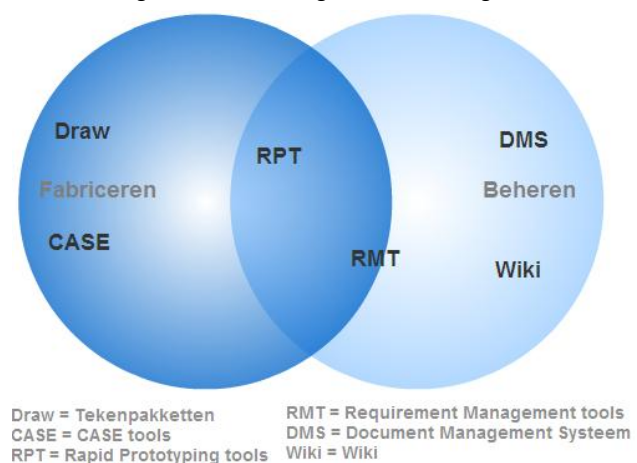 Draw
DMS
RPT
Fabriceren
Beheren
CASE
RMT
Wiki
Draw = Tekenpakketten
CASE = CASE tools
RPT = Rapid Prototyping tools
RMT = Requirement Management tools
DMS = Document Management Systeem
Wiki = Wiki